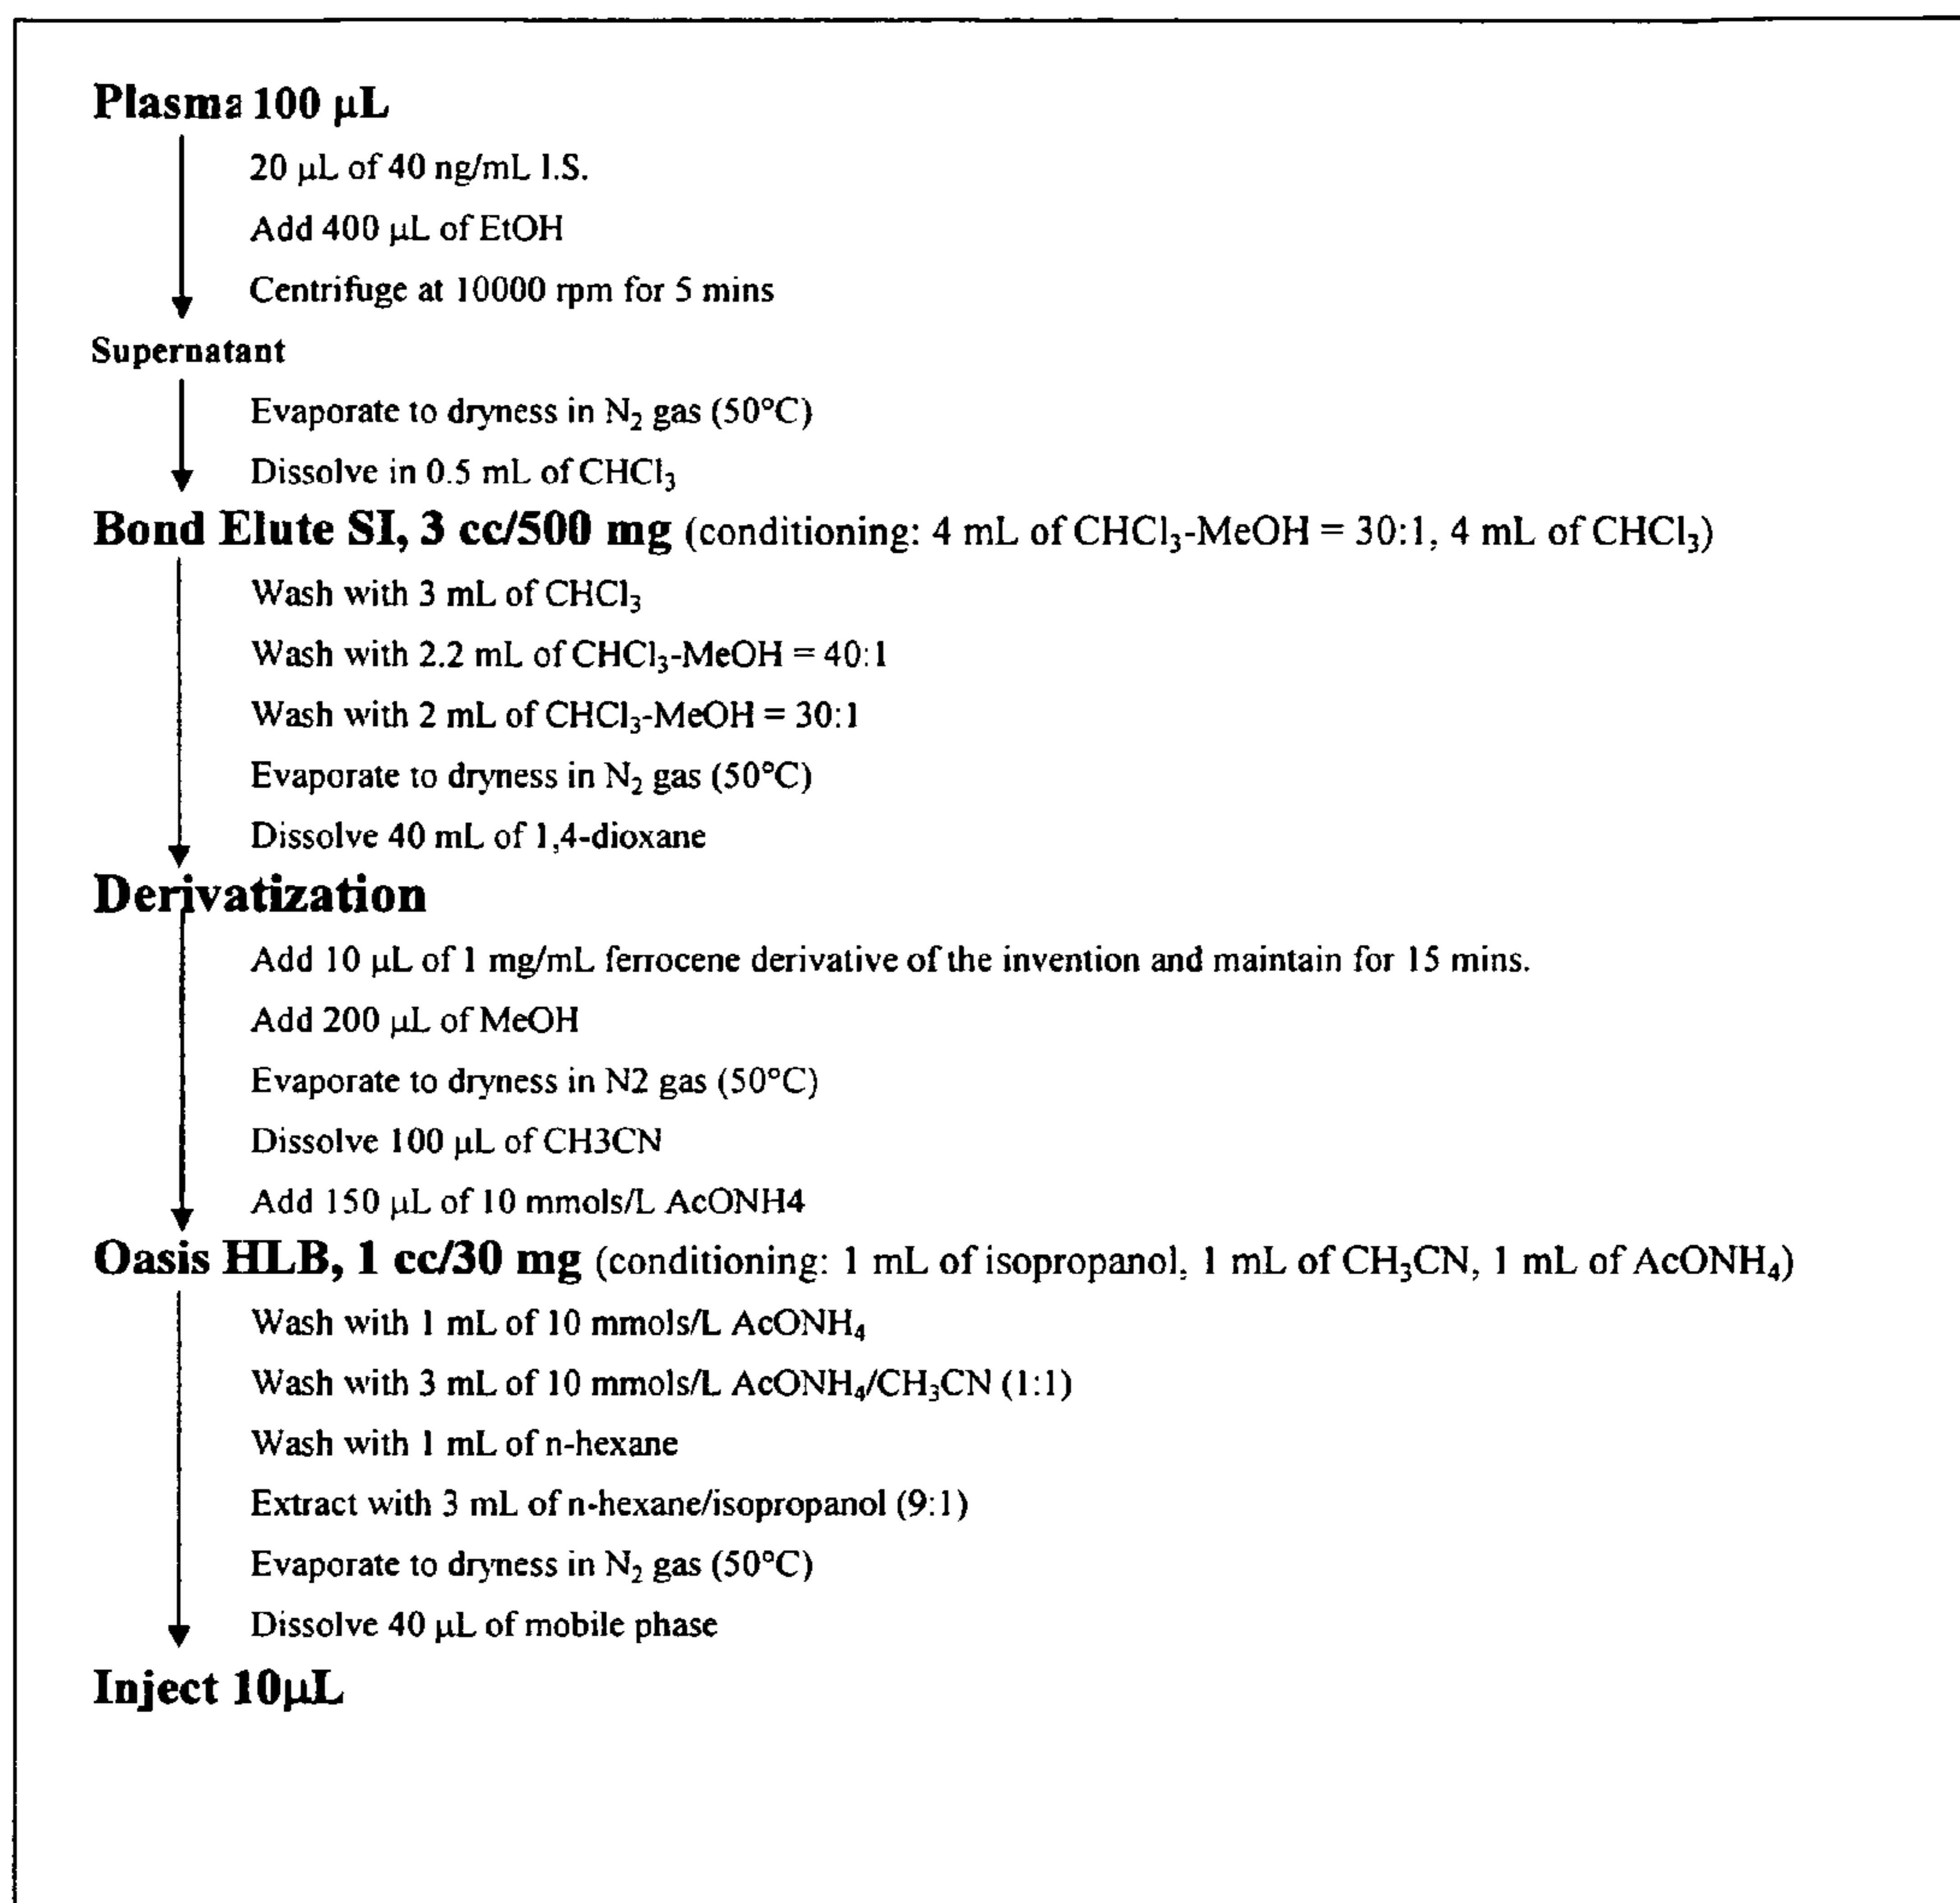 Plasma 100 µL
20 µL of 40 ng/mL I.S.
Add 400 µL of EtOH
Centrifuge at 10000 rpm for 5 mins
Supernatant
Evaporate to dryness in N₂ gas (50°C)
Dissolve in 0.5 mL of CHCl₃
Bond Elute SI, 3 cc/500 mg (conditioning: 4 mL of CHCl₃-MeOH = 30:1, 4 mL of CHCl₃)
Wash with 3 mL of CHCl₃
Wash with 2.2 mL of CHCl₃-MeOH = 40:1
Wash with 2 mL of CHCl₃-MeOH = 30:1
Evaporate to dryness in N₂ gas (50°C)
Dissolve 40 mL of 1,4-dioxane
Derivatization
Add 10 µL of 1 mg/mL ferrocene derivative of the invention and maintain for 15 mins.
Add 200 µL of MeOH
Evaporate to dryness in N2 gas (50°C)
Dissolve 100 µL of CH3CN
Add 150 µL of 10 mmols/L AcONH4
Oasis HLB, 1 cc/30 mg (conditioning: 1 mL of isopropanol, 1 mL of CH₃CN, 1 mL of AcONH₄)
Wash with 1 mL of 10 mmols/L AcONH₄
Wash with 3 mL of 10 mmols/L AcONH₄/CH₃CN (1:1)
Wash with 1 mL of n-hexane
Extract with 3 mL of n-hexane/isopropanol (9:1)
Evaporate to dryness in N₂ gas (50°C)
Dissolve 40 µL of mobile phase
Inject 10µL